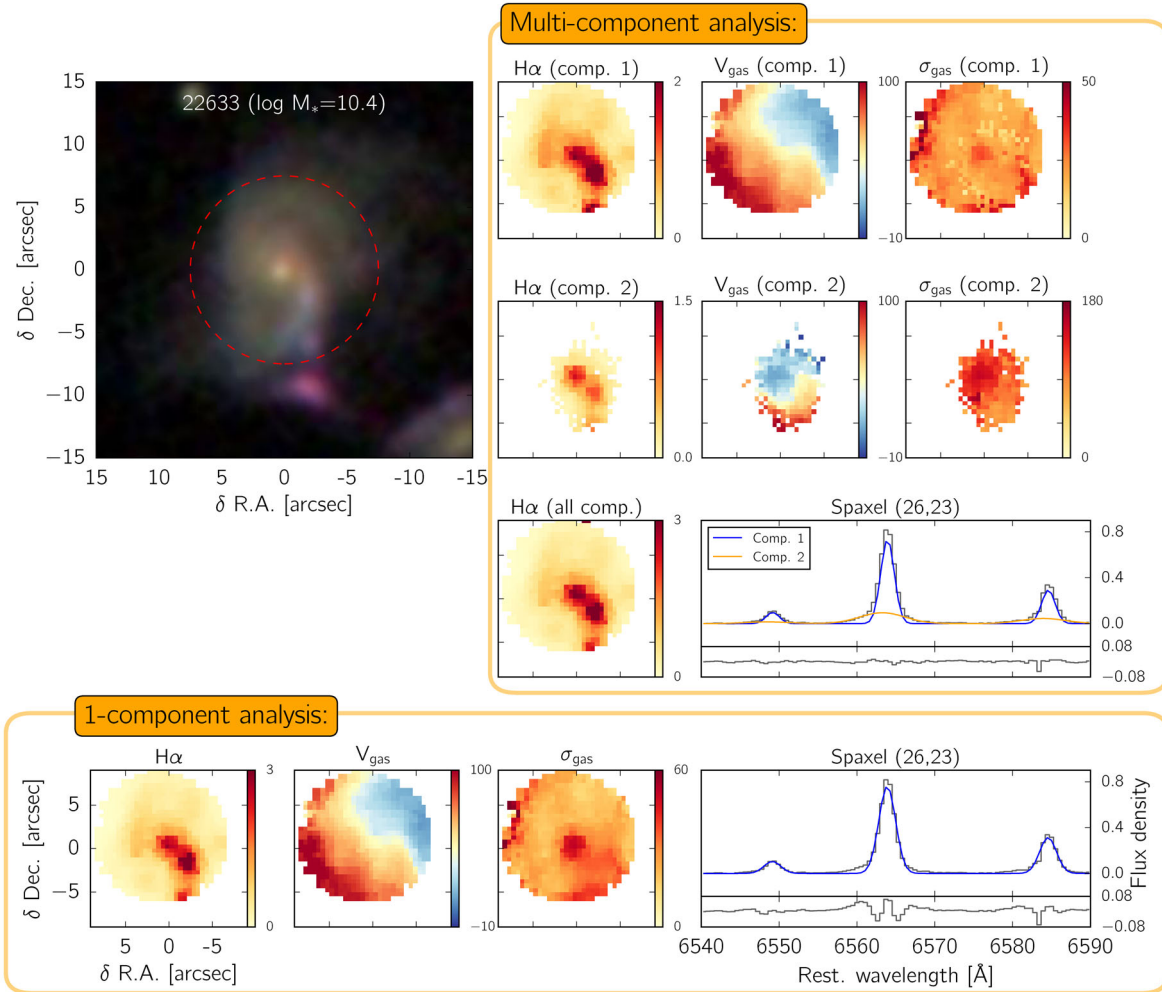 Multi-component analysis:
22633 (log M*=10.4)
15
10
5
0
−5
−10
−15
δ Dec. [arcsec]
15 10 5 0 -5 -10 -15
δ R.A. [arcsec]
Hα (comp. 1)
2
0
Vgas (comp. 1)
100
−10
σgas (comp. 1)
50
0
Hα (comp. 2)
1.5
0.0
Vgas (comp. 2)
100
−10
σgas (comp. 2)
180
0
Hα (all comp.)
3
0
Spaxel (26,23)
Comp. 1
Comp. 2
0.8
0.4
0.0
0.08
−0.08
1-component analysis:
Hα
5
0
−5
δ Dec. [arcsec]
5 0 -5
δ R.A. [arcsec]
3
0
Vgas
100
−10
σgas
60
0
Spaxel (26,23)
0.8
0.4
0.0
0.08
−0.08
Flux density
6540 6550 6560 6570 6580 6590
Rest. wavelength [Å]